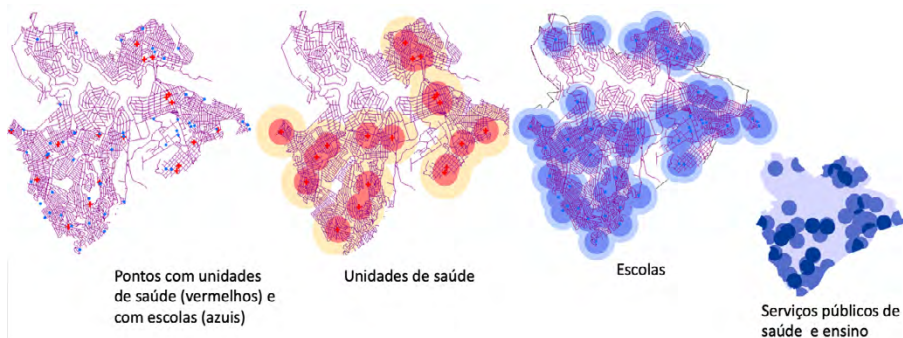 Pontos com unidades
de saúde (vermelhos) e
com escolas (azuis)
Unidades de saúde
Escolas
Serviços públicos de
saúde e ensino